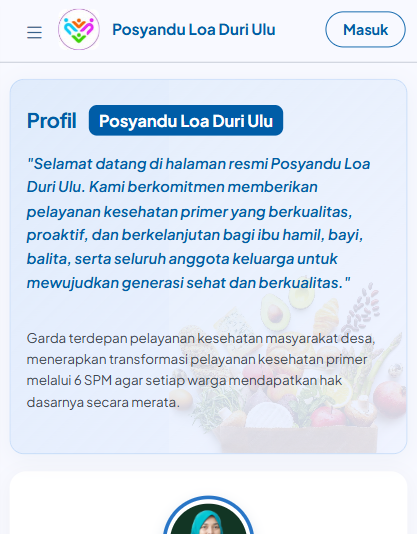 Posyandu Loa Duri Ulu
Masuk
Profil Posyandu Loa Duri Ulu
"Selamat datang di halaman resmi Posyandu Loa
Duri Ulu. Kami berkomitmen memberikan
pelayanan kesehatan primer yang berkualitas,
proaktif, dan berkelanjutan bagi ibu hamil, bayi,
balita, serta seluruh anggota keluarga untuk
mewujudkan generasi sehat dan berkualitas."
Garda terdepan pelayanan kesehatan masyarakat desa,
menerapkan transformasi pelayanan kesehatan primer
melalui 6 SPM agar setiap warga mendapatkan hak
dasarnya secara merata.